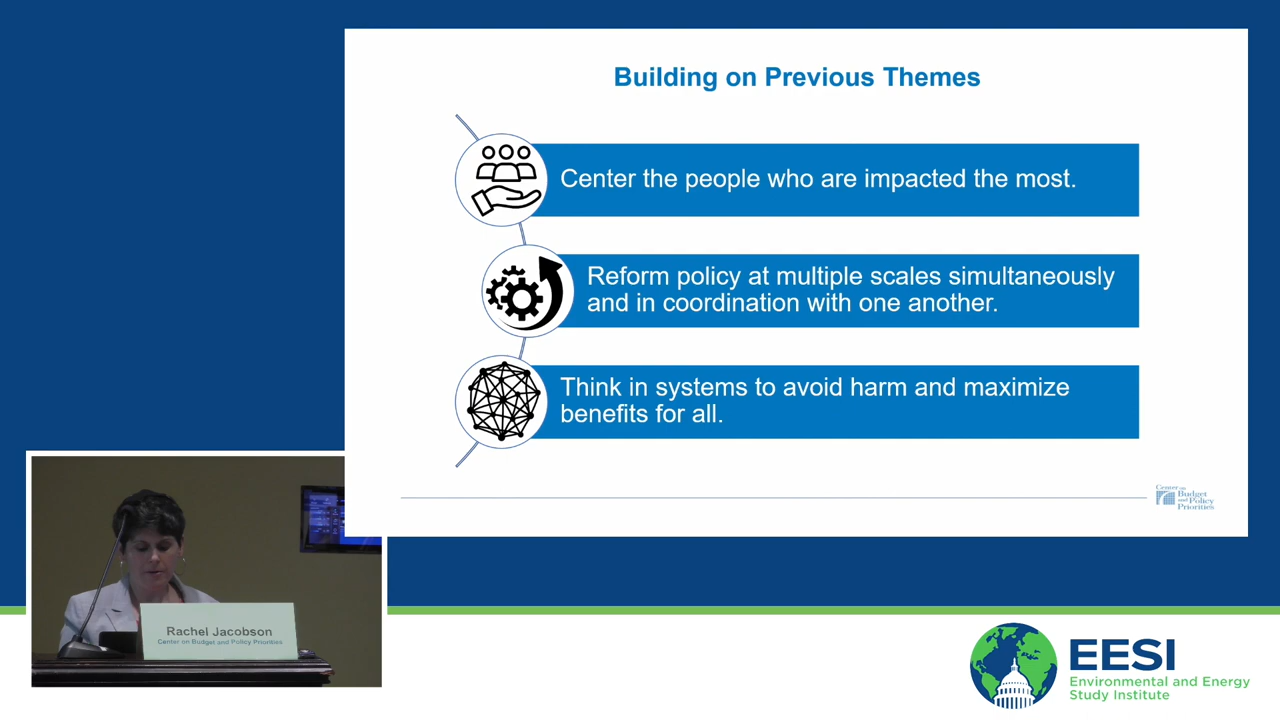 Building on Previous Themes
Center the people who are impacted the most.
Reform policy at multiple scales simultaneously
and in coordination with one another.
Think in systems to avoid harm and maximize
benefits for all.
Center on
Budget
and Policy
Priorities
Rachel Jacobson
Center on Budget and Policy Priorities
EESI
Environmental and Energy
Study Institute